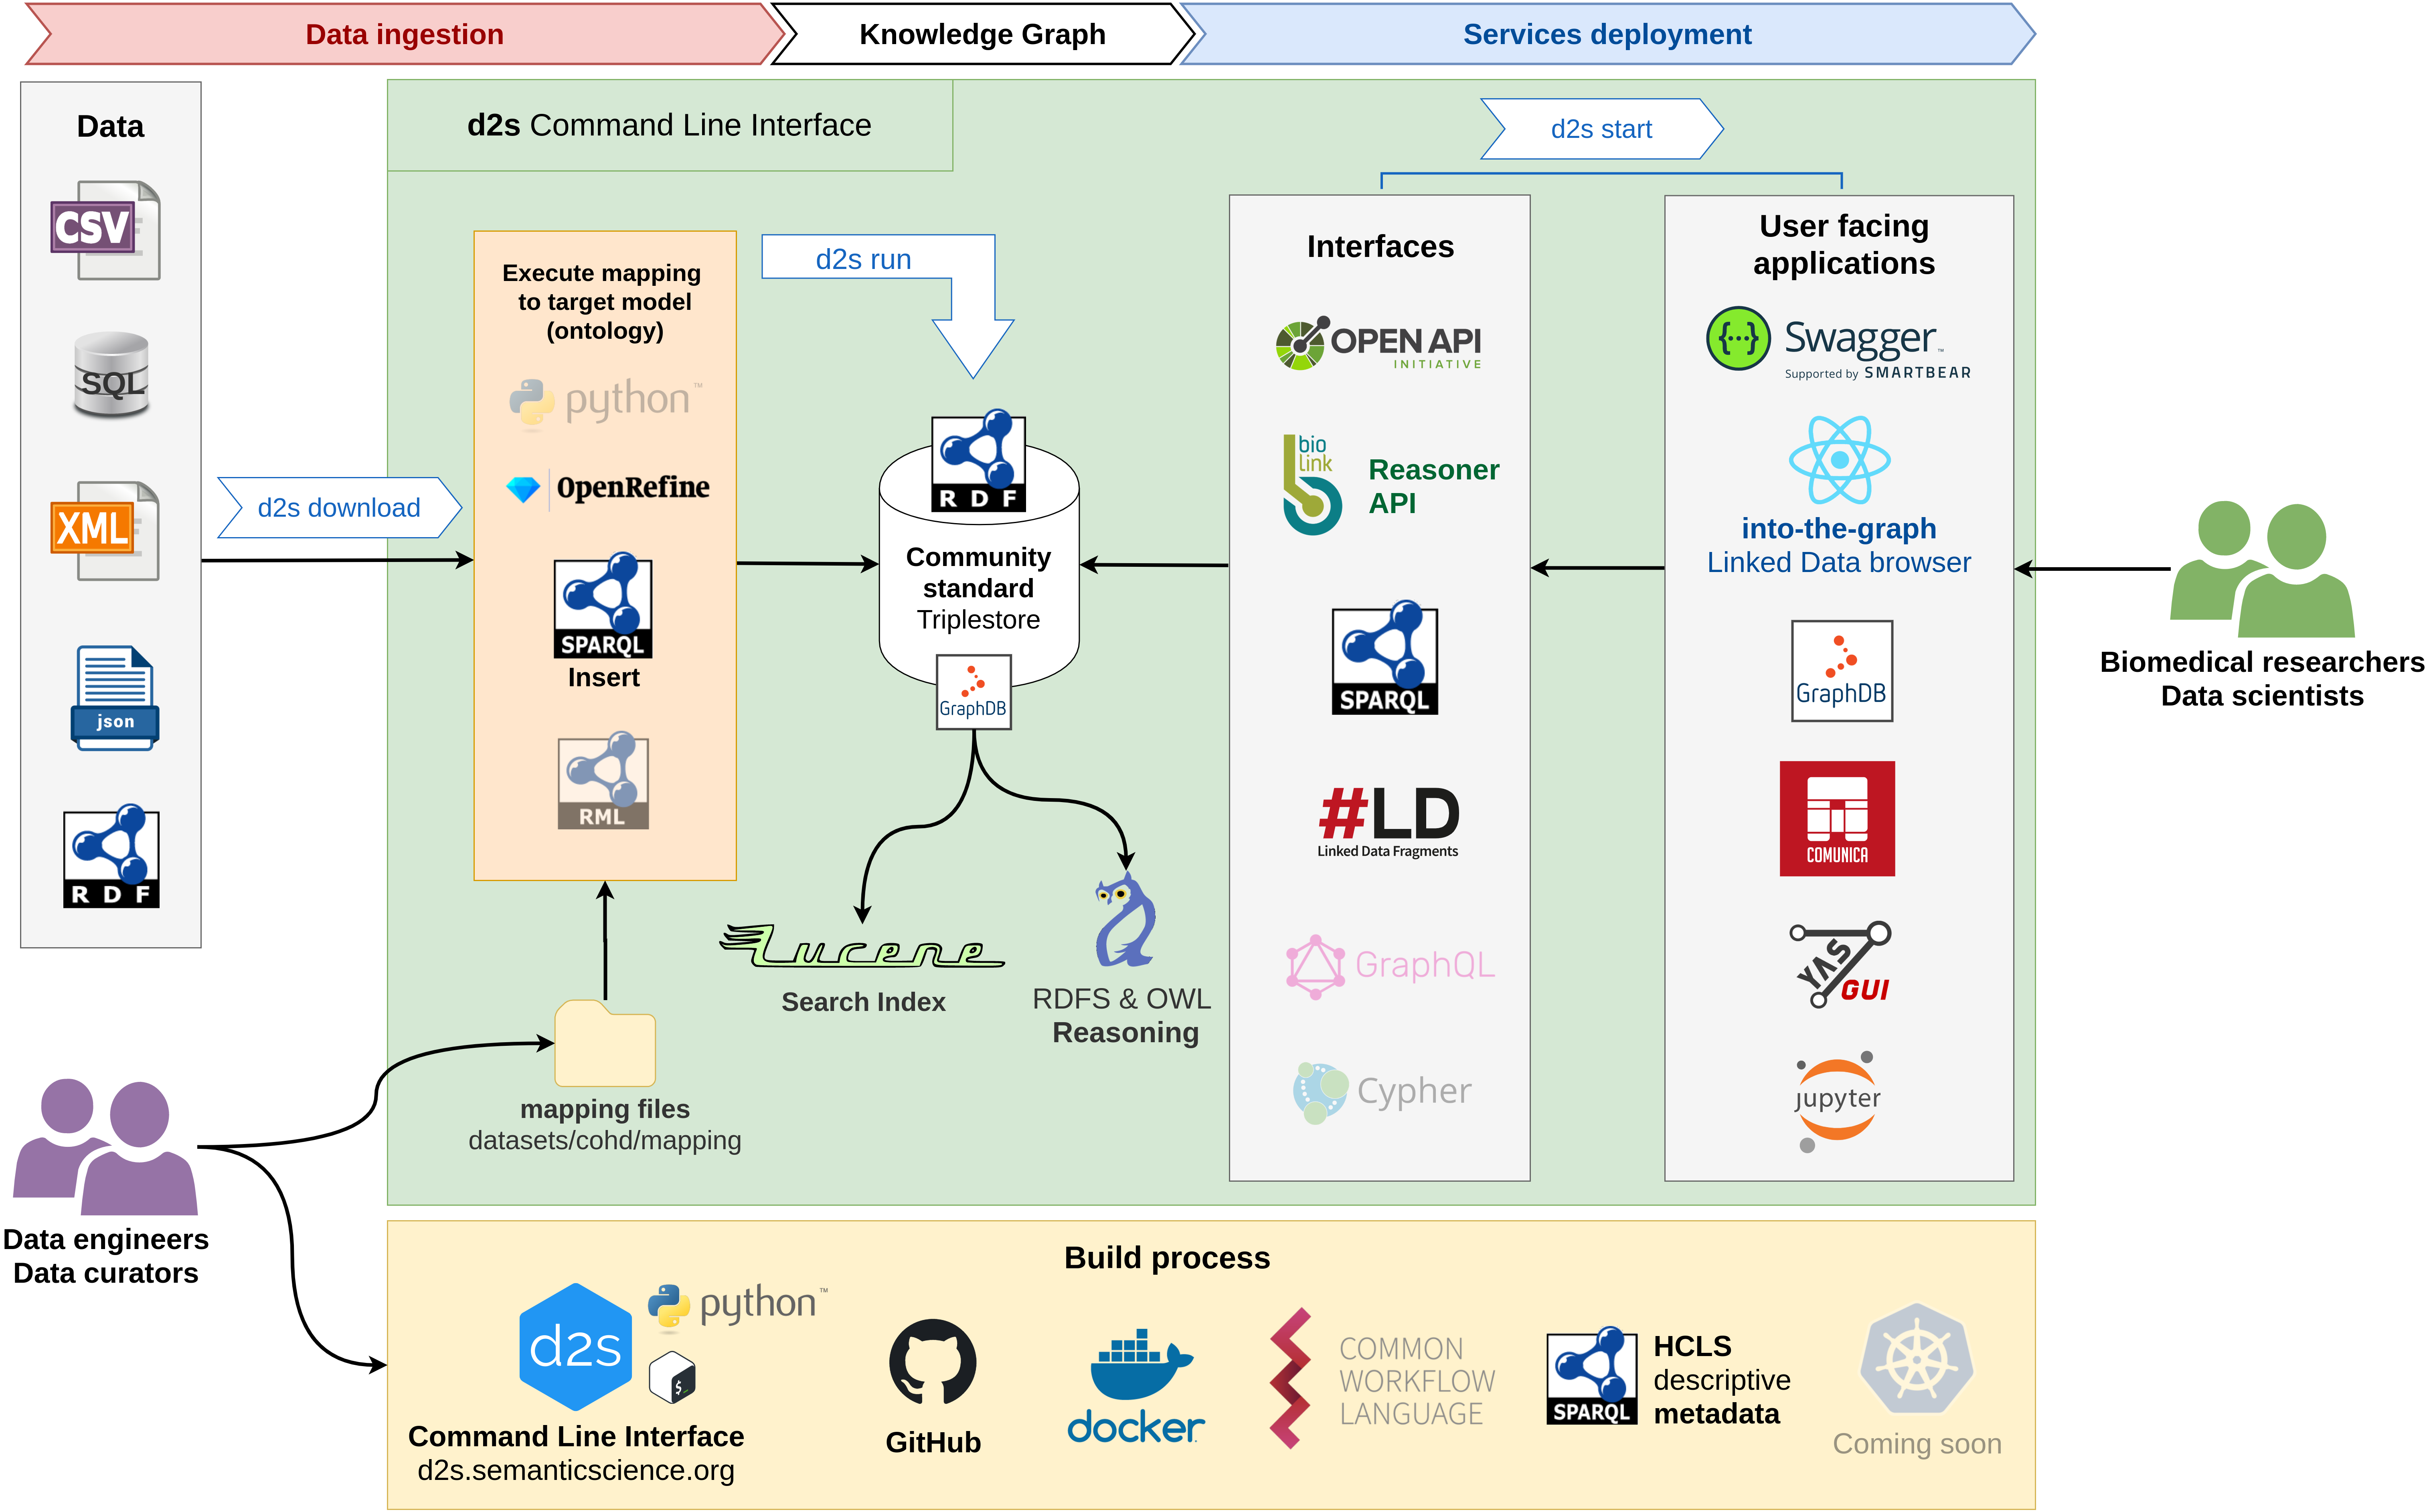 Data ingestion
Knowledge Graph
Services deployment
Data
CSV
SQL
XML
json
RDF
d2s download
d2s Command Line Interface
Execute mapping
to target model
(ontology)
python™
OpenRefine
SPARQL
Insert
RML
mapping files
datasets/cohd/mapping
d2s run
RDF
Community
standard
Triplestore
GraphDB
Lucene
Search Index
RDFS & OWL
Reasoning
d2s start
Interfaces
OPEN API
INITIATIVE
bio
link
Reasoner
API
SPARQL
#LD
Linked Data Fragments
GraphQL
Cypher
User facing
applications
{...}
Swagger™
Supported by SMARTBEAR
into-the-graph
Linked Data browser
GraphDB
COMUNICA
YAS
GUI
jupyter
Biomedical researchers
Data scientists
Data engineers
Data curators
Build process
d2s
python™
$_
Command Line Interface
d2s.semanticscience.org
GitHub
docker
COMMON
WORKFLOW
LANGUAGE
SPARQL
HCLS
descriptive
metadata
Coming soon